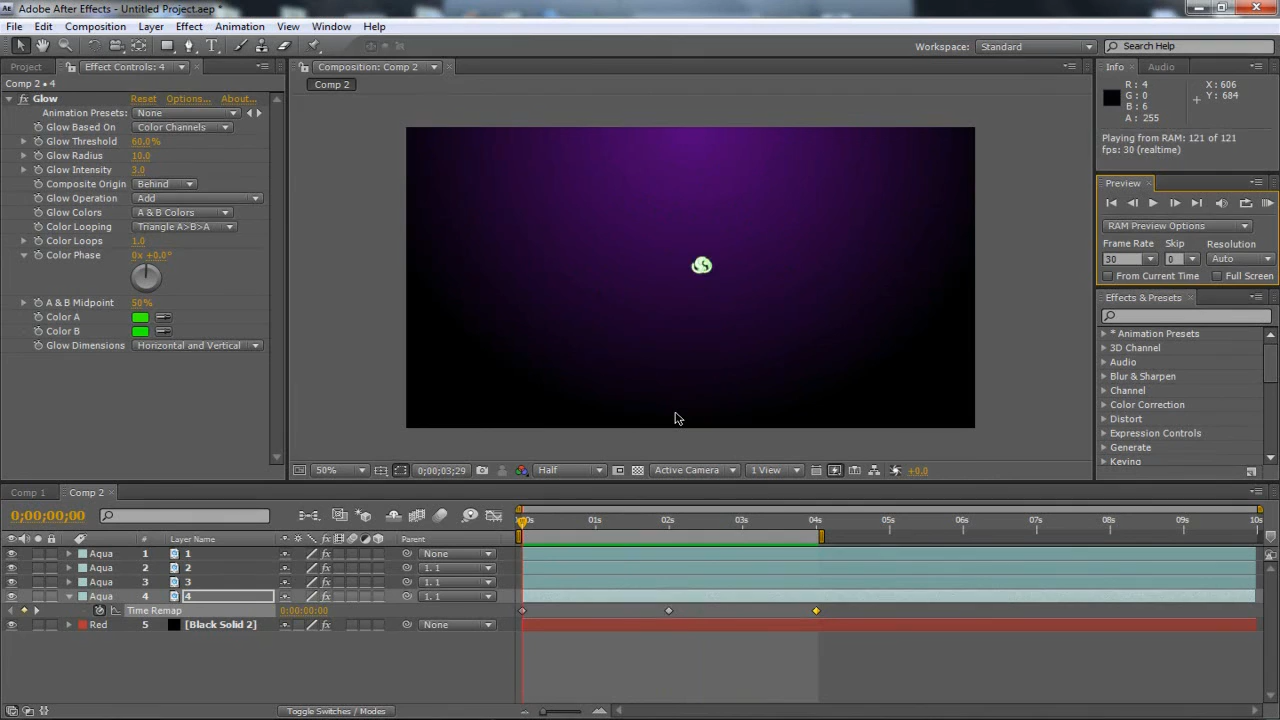 Ae Adobe After Effects - Untitled Project.aep *
File Edit Composition Layer Effect Animation View Window Help
Workspace: Standard Search Help
Project Effect Controls: 4 Composition: Comp 2 Info Audio
Comp 2 • 4
Comp 2
fx Glow Reset Options... About...
Animation Presets: None
Glow Based On Color Channels
Glow Threshold 60.0%
Glow Radius 10.0
Glow Intensity 3.0
Composite Origin Behind
Glow Operation Add
Glow Colors A & B Colors
Color Looping Triangle A>B>A
Color Loops 1.0
Color Phase 0x +0.0°
A & B Midpoint 50%
Color A
Color B
Glow Dimensions Horizontal and Vertical
R : 4
G : 0
B : 6
A : 255
X : 606
Y : 684
Playing from RAM: 121 of 121
fps: 30 (realtime)
Preview
RAM Preview Options
Frame Rate Skip Resolution
30 0 Auto
From Current Time Full Screen
Effects & Presets
* Animation Presets
3D Channel
Audio
Blur & Sharpen
Channel
Color Correction
Distort
Expression Controls
Generate
Keying
50% 0;00;03;29 Half Active Camera 1 View +0.0
Comp 1 Comp 2
0;00;00;00
01s 02s 03s 04s 05s 06s 07s 08s 09s 10s
# Layer Name Parent
Aqua 1 1 None
Aqua 2 2 1. 1
Aqua 3 3 1. 1
Aqua 4 4 1. 1
Time Remap 0:00:00:00
Red 5 [Black Solid 2] None
Toggle Switches / Modes